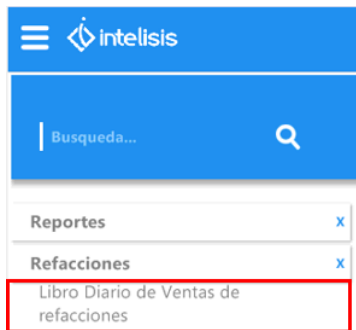 intelisis
Busqueda...
Reportes x
Refacciones x
Libro Diario de Ventas de
refacciones